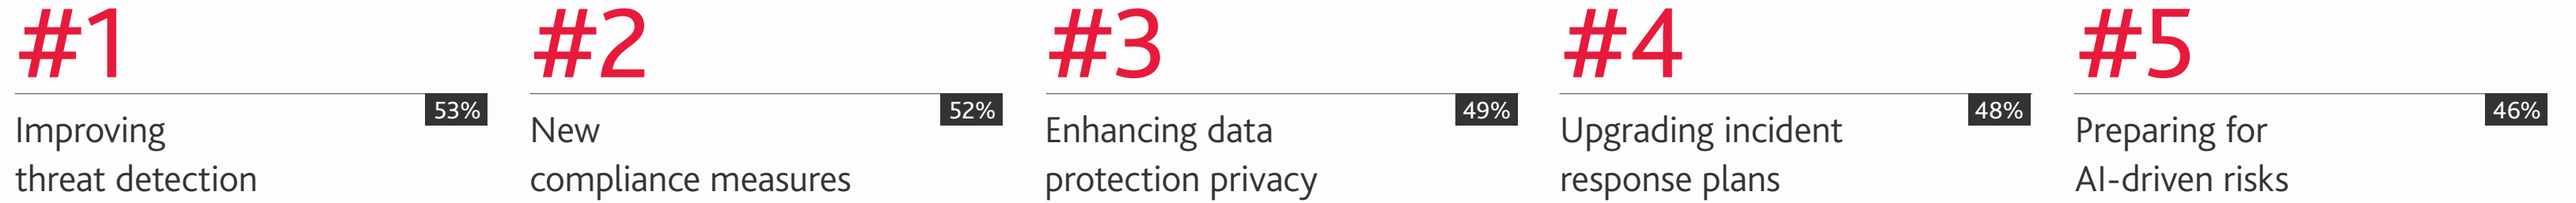 #1
53%
Improving
threat detection
#2
52%
New
compliance measures
#3
49%
Enhancing data
protection privacy
#4
48%
Upgrading incident
response plans
#5
46%
Preparing for
AI-driven risks